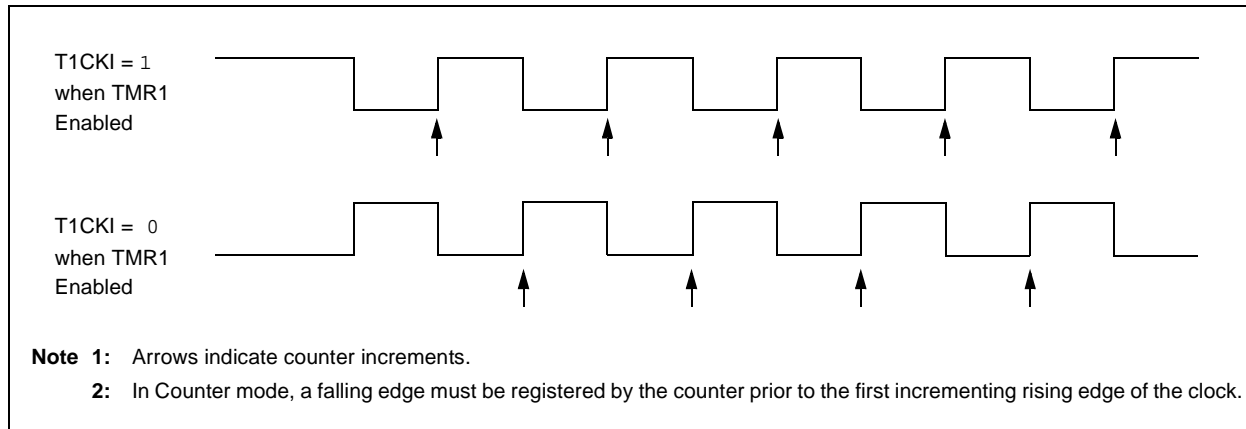 T1CKI = 1
when TMR1
Enabled
T1CKI = 0
when TMR1
Enabled
Note 1: Arrows indicate counter increments.
2: In Counter mode, a falling edge must be registered by the counter prior to the first incrementing rising edge of the clock.